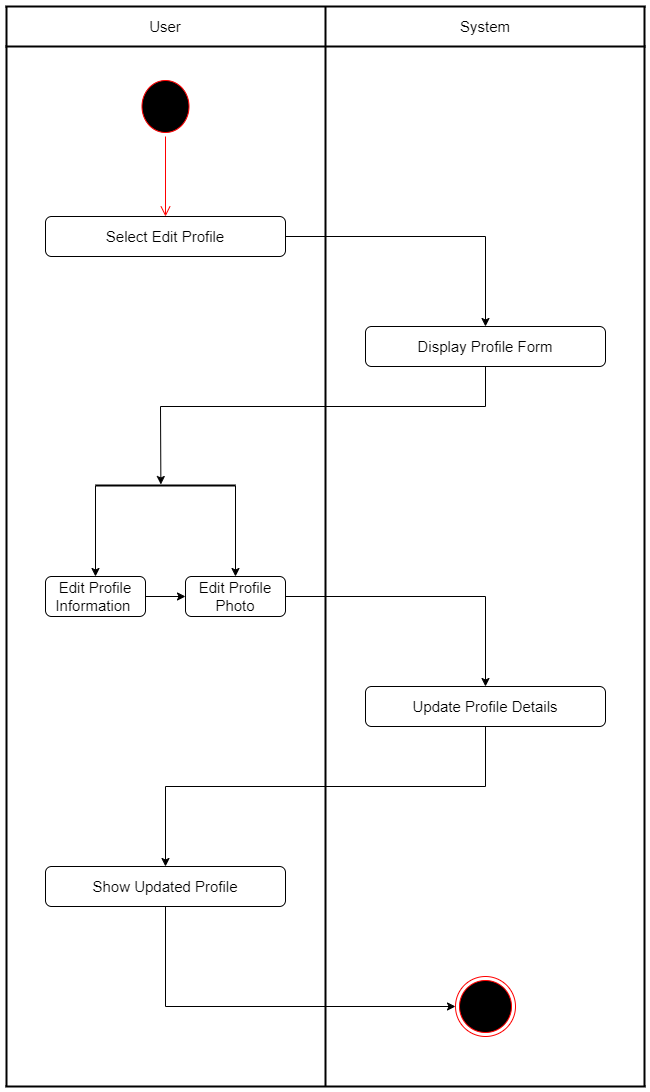 User
System
Select Edit Profile
Display Profile Form
Edit Profile
Information
Edit Profile
Photo
Update Profile Details
Show Updated Profile